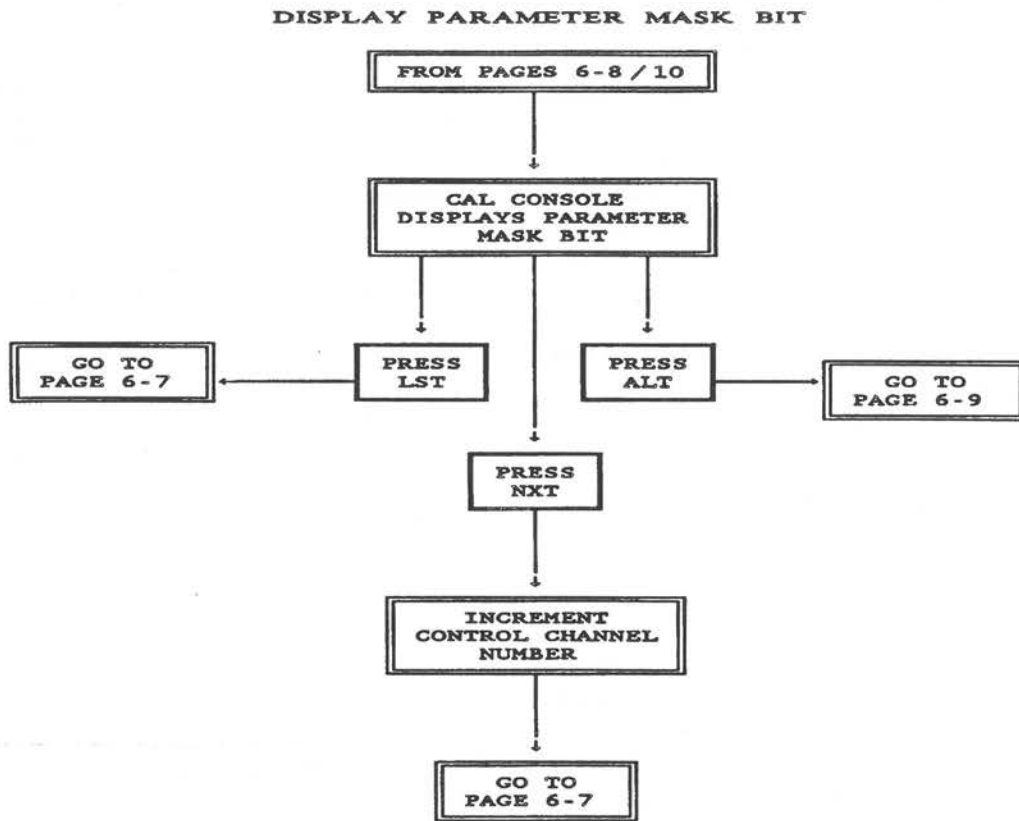 DISPLAY PARAMETER MASK BIT
FROM PAGES 6-8 / 10
CAL CONSOLE
DISPLAYS PARAMETER
MASK BIT
PRESS
LST
PRESS
ALT
GO TO
PAGE 6-7
GO TO
PAGE 6-9
PRESS
NXT
INCREMENT
CONTROL CHANNEL
NUMBER
GO TO
PAGE 6-7